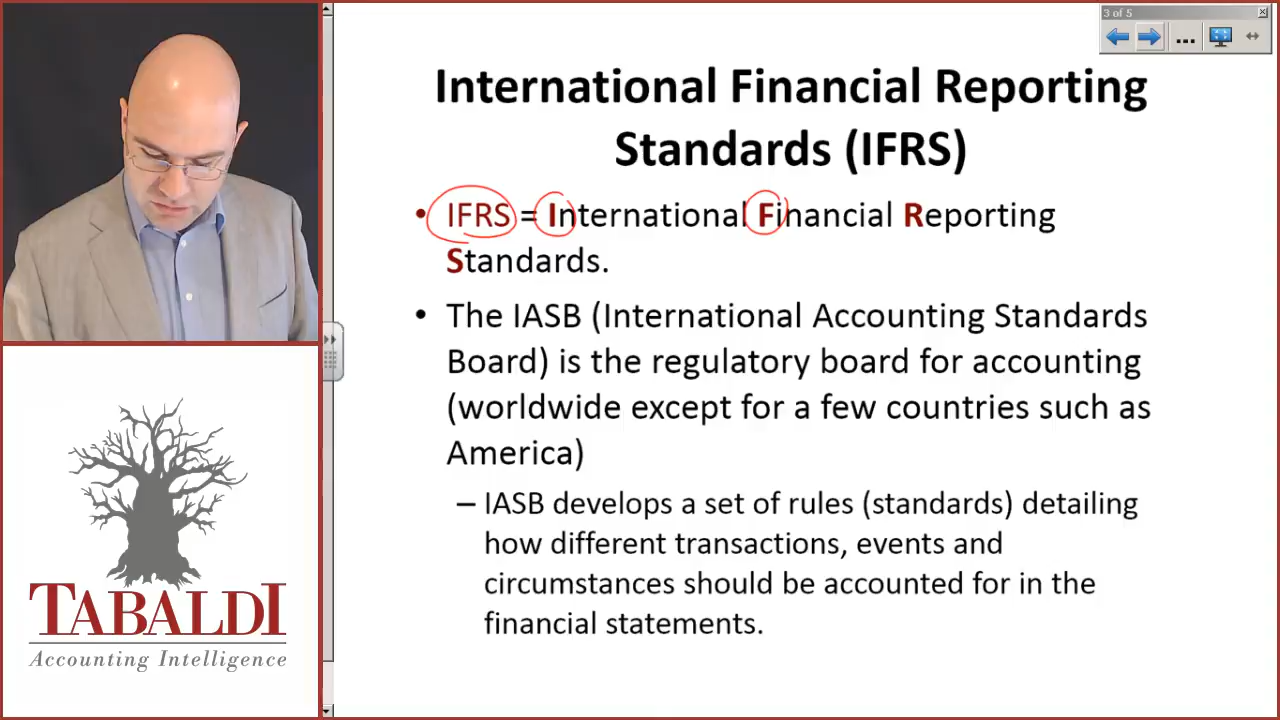 3 of 5
International Financial Reporting
Standards (IFRS)
• IFRS = International Financial Reporting
Standards.
• The IASB (International Accounting Standards
Board) is the regulatory board for accounting
(worldwide except for a few countries such as
America)
– IASB develops a set of rules (standards) detailing
how different transactions, events and
circumstances should be accounted for in the
financial statements.
TABALDI
Accounting Intelligence